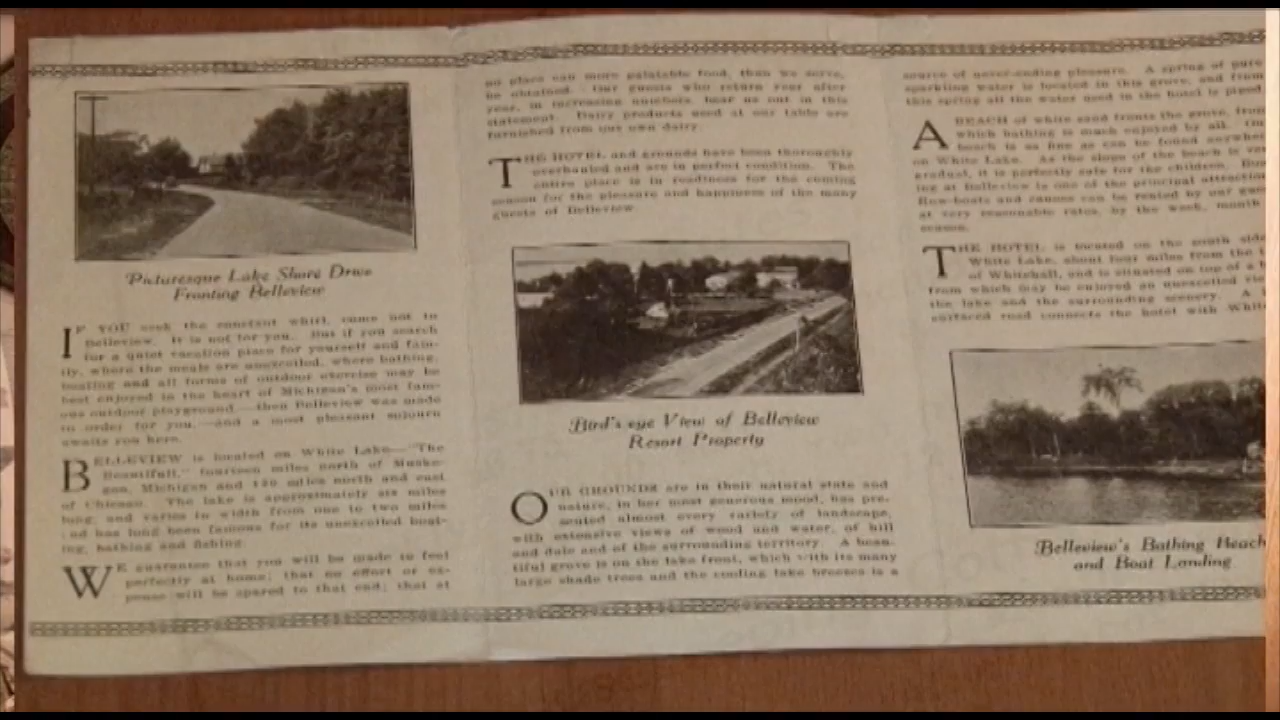 Picturesque Lake Shore Drive
Fronting Belleview
IF YOU seek the constant whirl, come not to
Belleview. It is not for you. But if you search
for a quiet vacation place for yourself and fam-
ily, where the meals are unexcelled, where bathing,
boating and all forms of outdoor exercise may be
best enjoyed in the heart of Michigan's most fam-
ous outdoor playground,—then Belleview was made
to order for you,—and a most pleasant sojourn
awaits you here.
BELLEVIEW is located on White Lake—"The
Beautiful," fourteen miles north of Muske-
gon, Michigan and 120 miles north and east
of Chicago. The lake is approximately six miles
long, and varies in width from one to two miles
and has long been famous for its unexcelled boat-
ing, bathing and fishing.
WE guarantee that you will be made to feel
perfectly at home; that no effort or ex-
pense will be spared to that end; that at
no place can more palatable food, than we serve,
be obtained. Our guests who return year after
year, in increasing numbers, bear us out in this
statement. Dairy products used at our table are
furnished from our own dairy.
THE HOTEL and grounds have been thoroughly
overhauled and are in perfect condition. The
entire place is in readiness for the coming
season for the pleasure and happiness of the many
guests of Belleview.
Bird's eye View of Belleview
Resort Property
OUR GROUNDS are in their natural state and
nature, in her most generous mood, has pre-
sented almost every variety of landscape,
with extensive views of wood and water, of hill
and dale and of the surrounding territory. A beau-
tiful grove is on the lake front, which with its many
large shade trees and the cooling lake breezes is a
source of never-ending pleasure. A spring of pure
sparkling water is located in this grove, and from
this spring all the water used in the hotel is piped
A BEACH of white sand fronts the grove, from
which bathing is much enjoyed by all.
beach is as fine as can be found anywhere
on White Lake. As the slope of the beach is very
gradual, it is perfectly safe for the children.
ing at Belleview is one of the principal attraction
Row-boats and canoes can be rented by our
at very reasonable rates, by the week, month
season.
THE HOTEL is located on the south side
White Lake, about four miles from the
of Whitehall, and is situated on top of a
from which may be enjoyed an unexcelled
the lake and the surrounding scenery. A
surfaced road connects the hotel with White
Belleview's Bathing Beach
and Boat Landing